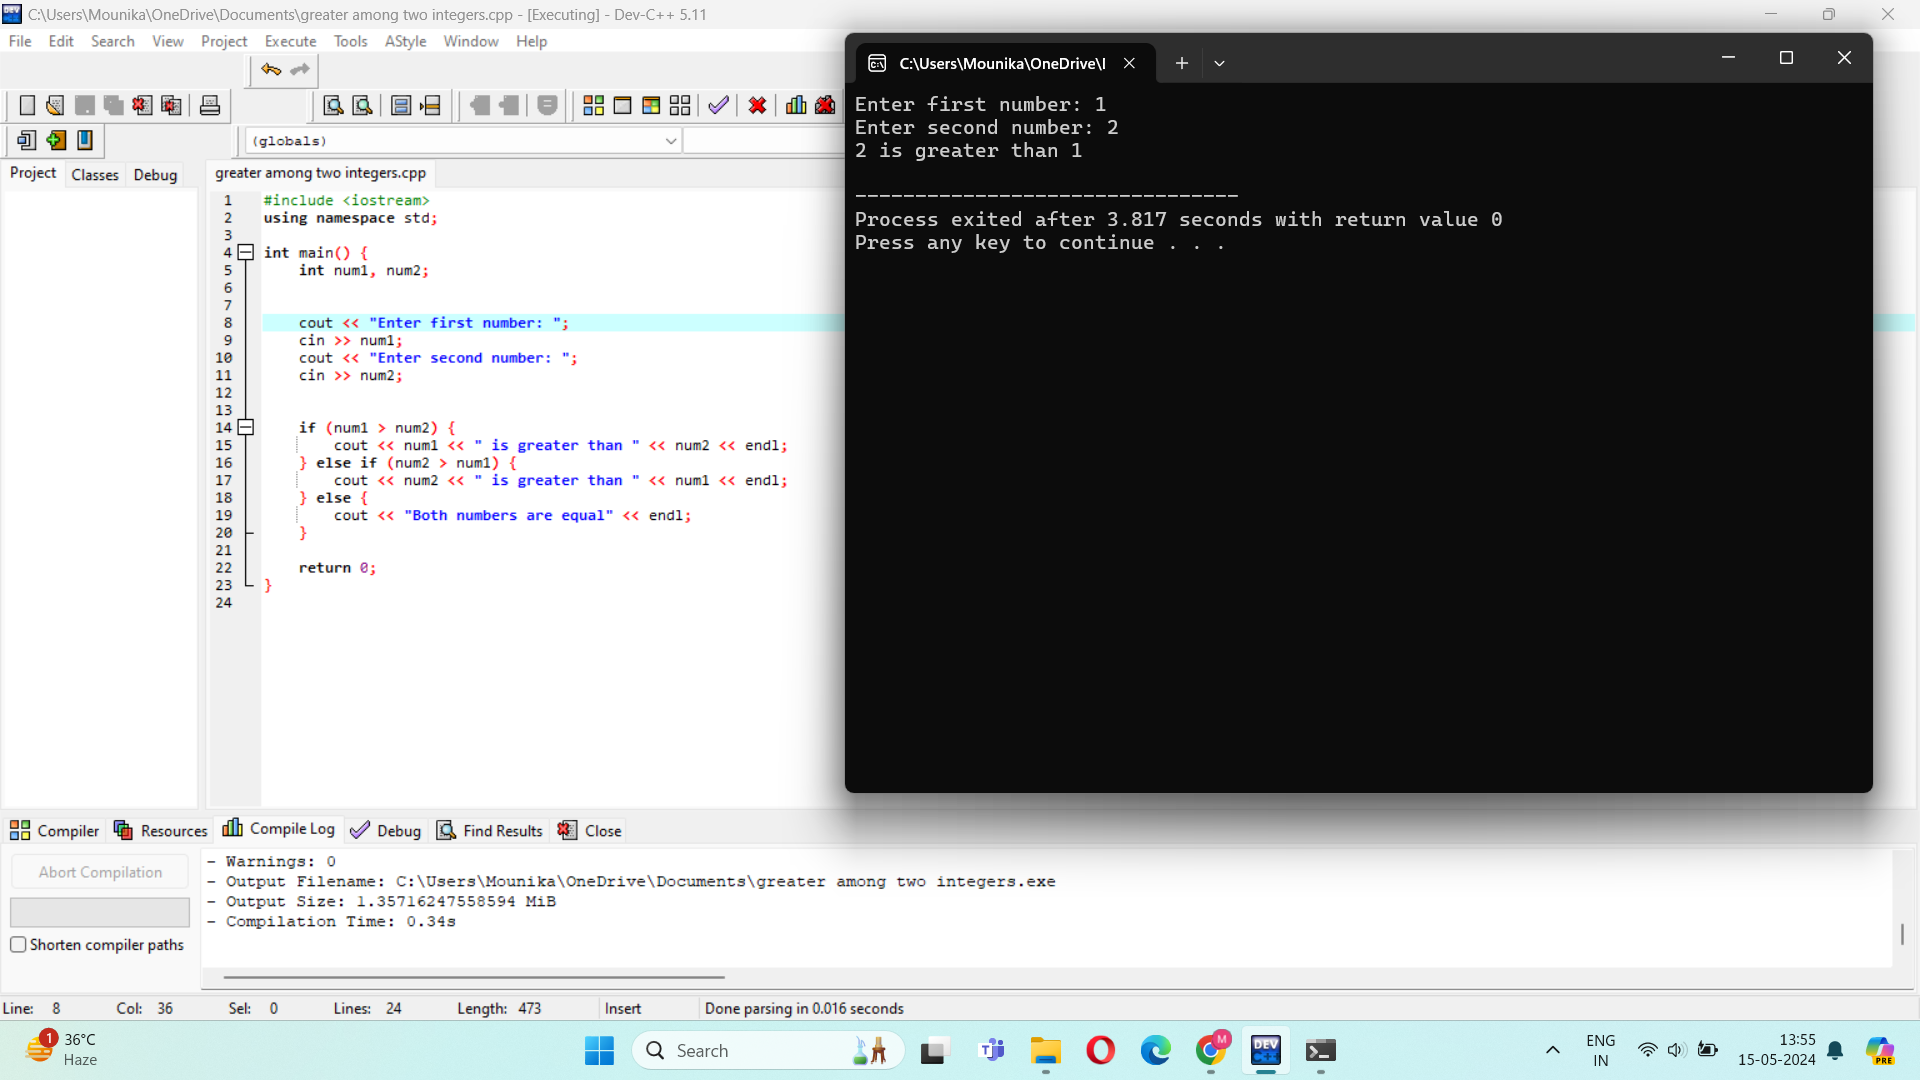 C:\Users\Mounika\OneDrive\Documents\greater among two integers.cpp - [Executing] - Dev-C++ 5.11
File Edit Search View Project Execute Tools AStyle Window Help
(globals)
Project Classes Debug
greater among two integers.cpp
1 #include <iostream>
2 using namespace std;
3
4 int main() {
5 int num1, num2;
6
7
8 cout << "Enter first number: ";
9 cin >> num1;
10 cout << "Enter second number: ";
11 cin >> num2;
12
13
14 if (num1 > num2) {
15 cout << num1 << " is greater than " << num2 << endl;
16 } else if (num2 > num1) {
17 cout << num2 << " is greater than " << num1 << endl;
18 } else {
19 cout << "Both numbers are equal" << endl;
20 }
21
22 return 0;
23 }
24
C:\Users\Mounika\OneDrive\
Enter first number: 1
Enter second number: 2
2 is greater than 1
--------------------------------
Process exited after 3.817 seconds with return value 0
Press any key to continue . . .
Compiler Resources Compile Log Debug Find Results Close
Abort Compilation
Shorten compiler paths
- Warnings: 0
- Output Filename: C:\Users\Mounika\OneDrive\Documents\greater among two integers.exe
- Output Size: 1.35716247558594 MiB
- Compilation Time: 0.34s
Line: 8 Col: 36 Sel: 0 Lines: 24 Length: 473 Insert Done parsing in 0.016 seconds
1
36°C
Haze
Search
M
DEV
C++
ENG
IN
13:55
15-05-2024
PRE